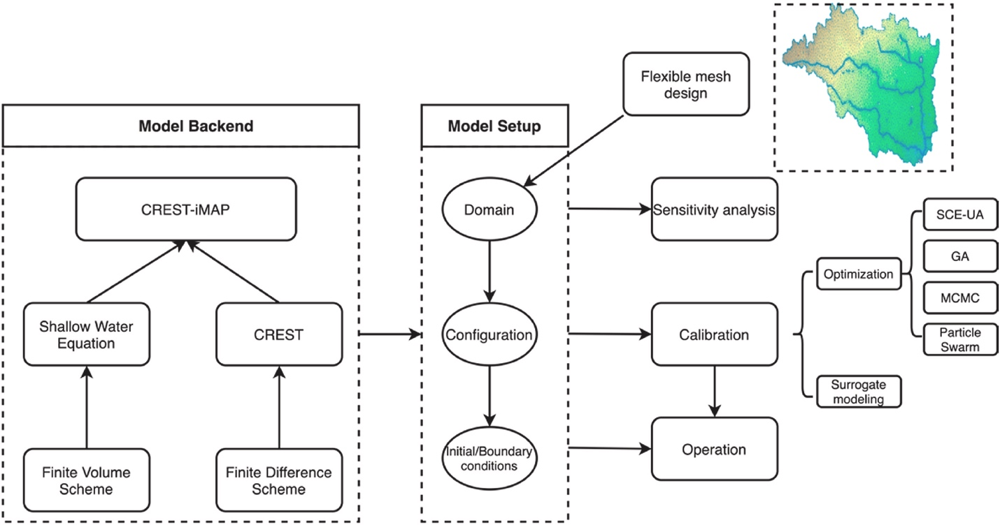 Flexible mesh
design
Model Backend
Model Setup
CREST-iMAP
Domain
Sensitivity analysis
SCE-UA
GA
Optimization
MCMC
Shallow Water
Equation
CREST
Configuration
Calibration
Particle
Swarm
Surrogate
modeling
Finite Volume
Scheme
Finite Difference
Scheme
Initial/Boundary
conditions
Operation